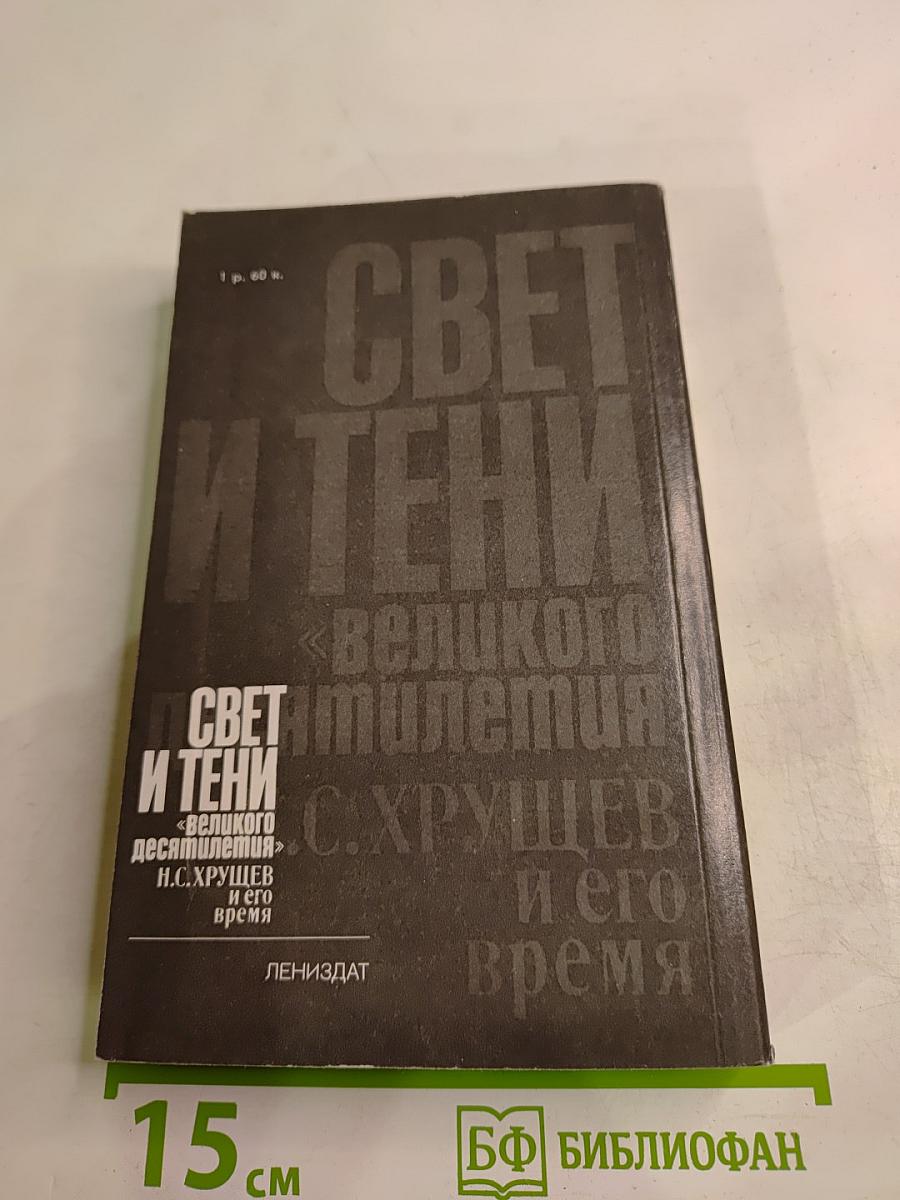 1 р. 60 к.
СВЕТ
И ТЕНИ
«великого
десятилетия
Н.С.ХРУЩЕВ
и его
время
СВЕТ
И ТЕНИ
«великого
десятилетия»
Н.С.ХРУЩЕВ
и его
время
ЛЕНИЗДАТ
15 см
БФ БИБЛИОФАН